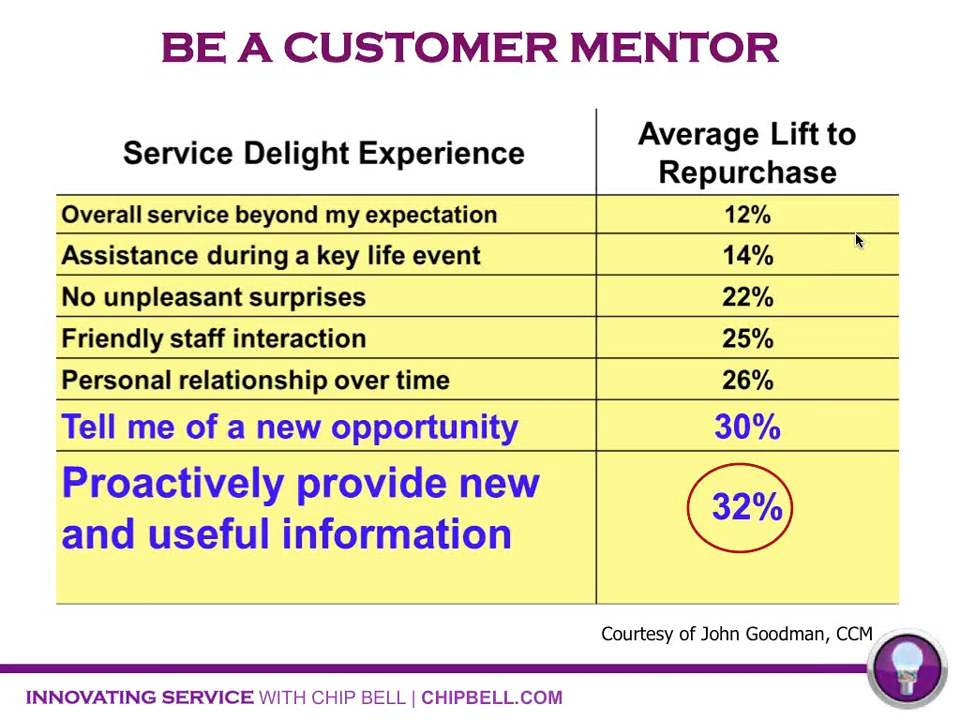 BE A CUSTOMER MENTOR
Service Delight Experience
Average Lift to
Repurchase
Overall service beyond my expectation 12%
Assistance during a key life event 14%
No unpleasant surprises 22%
Friendly staff interaction 25%
Personal relationship over time 26%
Tell me of a new opportunity 30%
Proactively provide new
and useful information
32%
Courtesy of John Goodman, CCM
INNOVATING SERVICE WITH CHIP BELL | CHIPBELL.COM